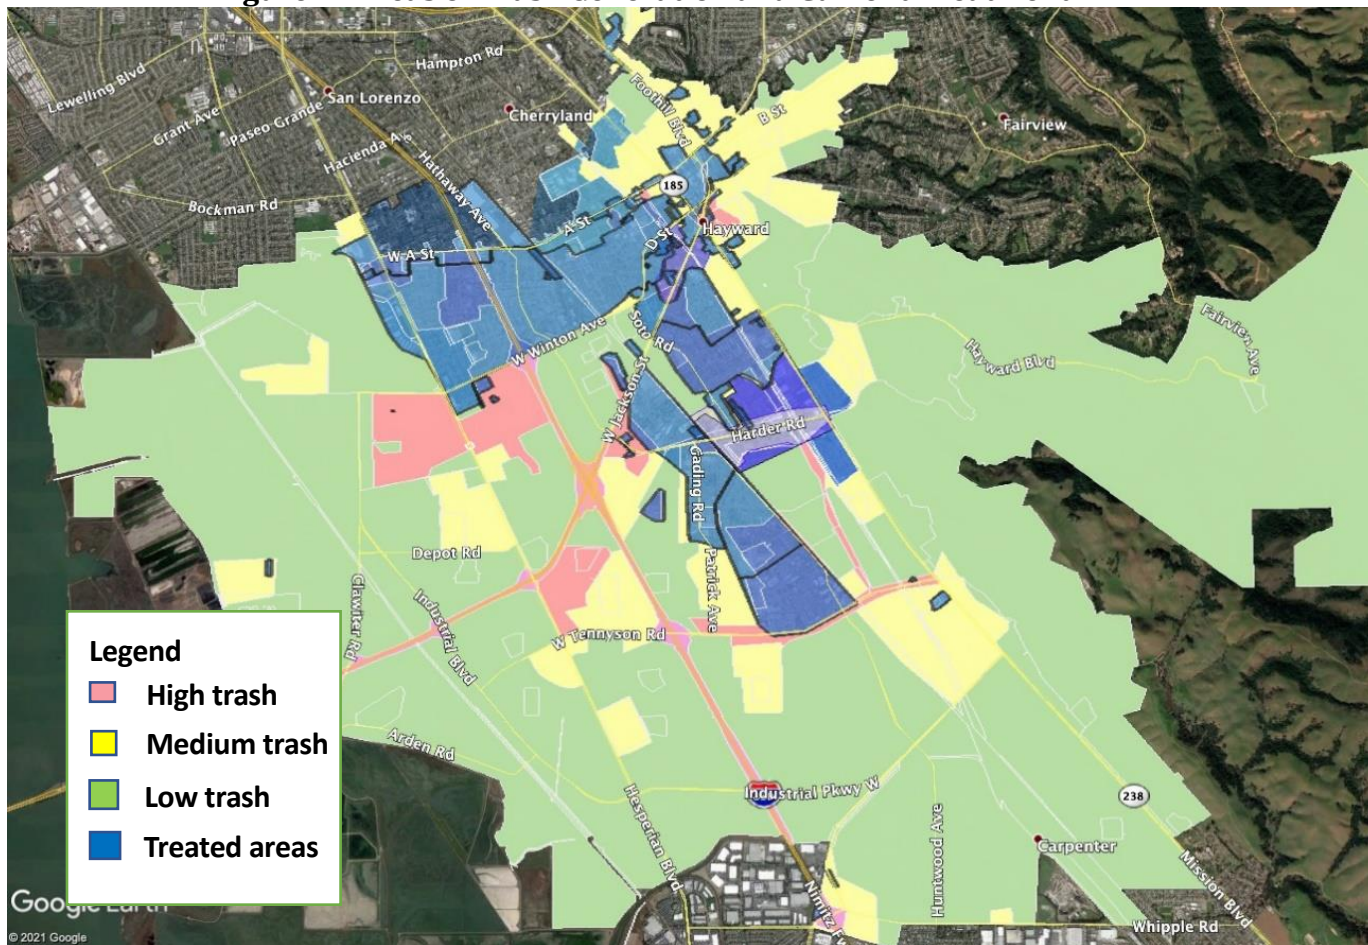 Hampton Rd
Lewelling Blvd
San Lorenzo
Foothill Blvd
Grant Ave
Paseo Grande
Cherryland
B St
Fairview
Hacienda Ave
Hathaway Ave
185
Bockman Rd
A St
D St
Hayward
W A St
Fairview Ave
W Winton Ave
Soto Rd
Hayward Blvd
W Jackson St
Harder Rd
Gading Rd
Depot Rd
Patrick Ave
Clawiter Rd
Industrial Blvd
W Tennyson Rd
Legend
High trash
Medium trash
Low trash
Treated areas
Arden Rd
Industrial Pkwy W
238
Hesperian Blvd
Huntwood Ave
Carpenter
Mission Blvd
Nimitz Fw
Whipple Rd
Google Earth
© 2021 Google